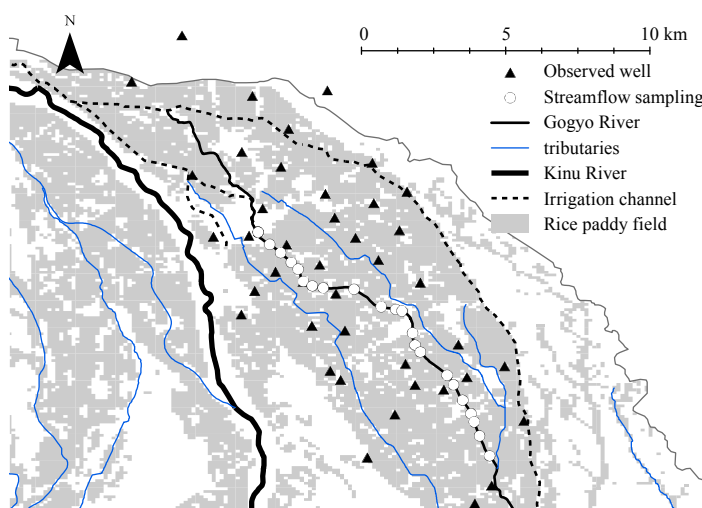 N
0 5 10 km
Observed well
Streamflow sampling
Gogyo River
tributaries
Kinu River
Irrigation channel
Rice paddy field